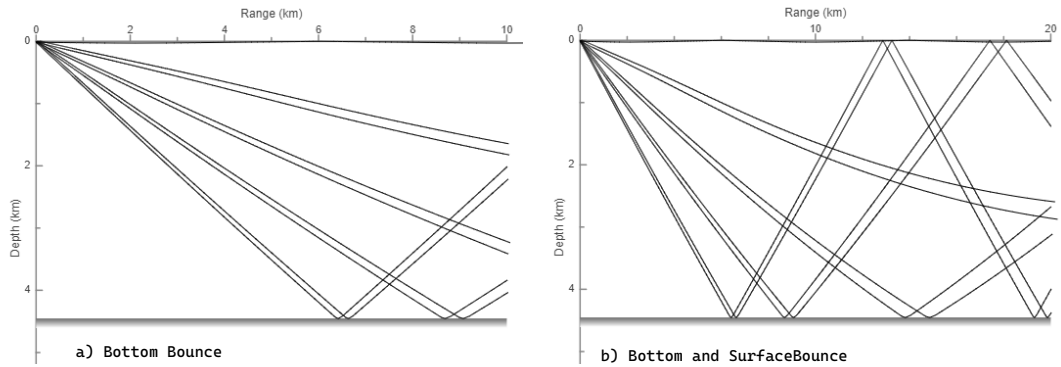 Range (km)
0 2 4 6 8 10
0
2
4
Depth (km)
a) Bottom Bounce
Range (km)
0 10 20
0
2
4
Depth (km)
b) Bottom and SurfaceBounce